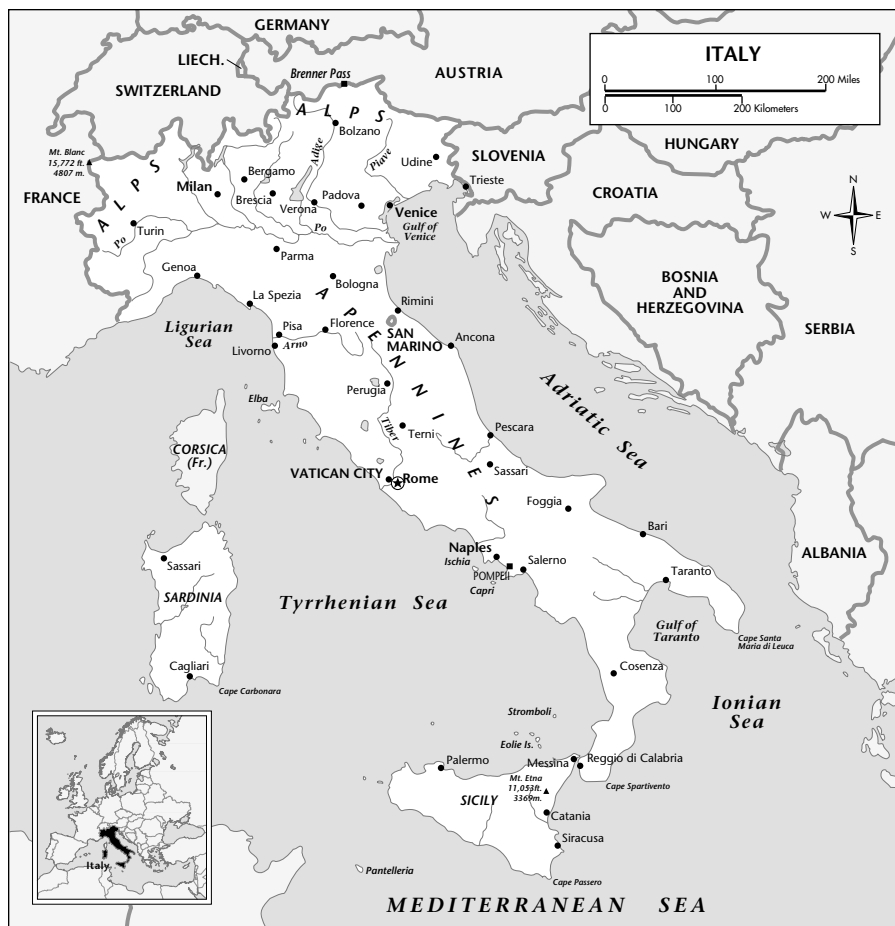 GERMANY
LIECH.
SWITZERLAND
Brenner Pass
AUSTRIA
ITALY
0 100 200 Miles
0 100 200 Kilometers
HUNGARY
SLOVENIA
CROATIA
FRANCE
Mt. Blanc
15,772 ft.
4807 m.
ALPS
ALPS
Bolzano
Adige
Piave
Udine
Trieste
Bergamo
Milan
Brescia
Verona
Padova
Venice
Gulf of
Venice
Po
Turin
Po
Parma
Genoa
Bologna
La Spezia
Rimini
APENNINES
Ligurian
Sea
Pisa
Florence
SAN
MARINO
Arno
Livorno
Ancona
N
W E
S
BOSNIA
AND
HERZEGOVINA
SERBIA
Adriatic Sea
Elba
Perugia
Tiber
Terni
Pescara
CORSICA
(Fr.)
VATICAN CITY
Rome
Sassari
Foggia
Bari
ALBANIA
Naples
Ischia
POMPEII
Salerno
Capri
Taranto
Sassari
SARDINIA
Tyrrhenian Sea
Gulf of
Taranto
Cape Santa
Maria di Leuca
Cagliari
Cape Carbonara
Cosenza
Ionian
Sea
Stromboli
Eolie Is.
Palermo
Messina
Reggio di Calabria
Mt. Etna
11,053ft.
3369m.
Cape Spartivento
SICILY
Catania
Siracusa
Pantelleria
Cape Passero
Italy
MEDITERRANEAN SEA